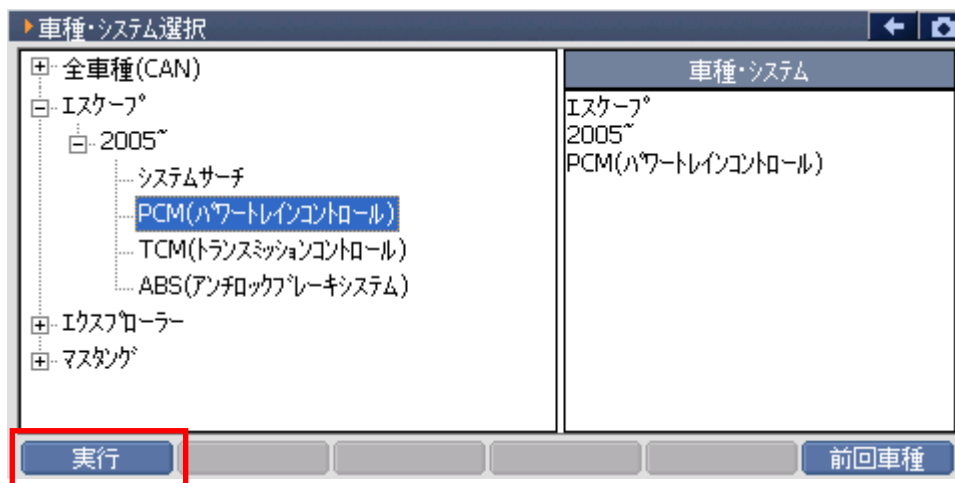 車種・システム選択
全車種(CAN)
エスケープ
2005~
システムサーチ
PCM(パワートレインコントロール)
TCM(トランスミッションコントロール)
ABS(アンチロックブレーキシステム)
エクスプローラー
マスタング
車種・システム
エスケープ
2005~
PCM(パワートレインコントロール)
実行
前回車種